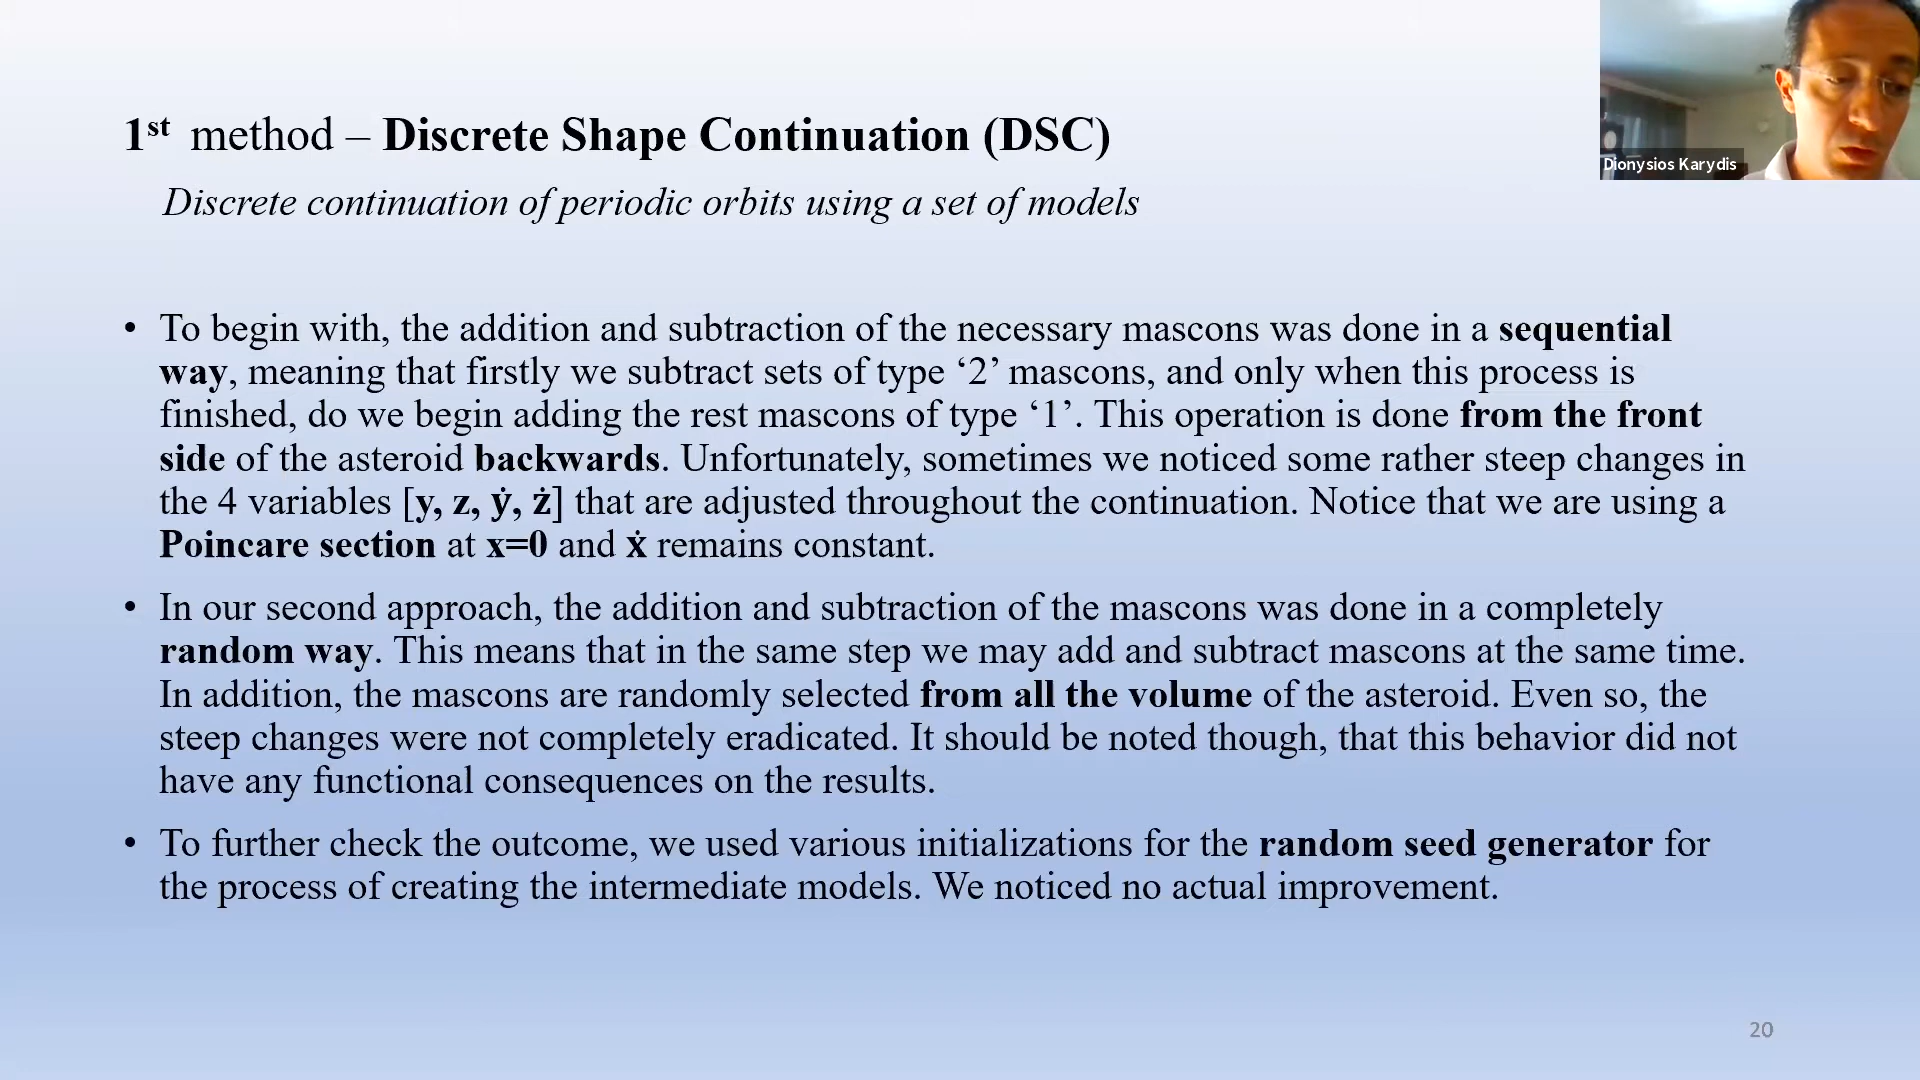 1st method – Discrete Shape Continuation (DSC)
Dionysios Karydis
Discrete continuation of periodic orbits using a set of models
• To begin with, the addition and subtraction of the necessary mascons was done in a sequential
way, meaning that firstly we subtract sets of type ‘2’ mascons, and only when this process is
finished, do we begin adding the rest mascons of type ‘1’. This operation is done from the front
side of the asteroid backwards. Unfortunately, sometimes we noticed some rather steep changes in
the 4 variables [y, z, ẏ, ż] that are adjusted throughout the continuation. Notice that we are using a
Poincare section at x=0 and ẋ remains constant.
• In our second approach, the addition and subtraction of the mascons was done in a completely
random way. This means that in the same step we may add and subtract mascons at the same time.
In addition, the mascons are randomly selected from all the volume of the asteroid. Even so, the
steep changes were not completely eradicated. It should be noted though, that this behavior did not
have any functional consequences on the results.
• To further check the outcome, we used various initializations for the random seed generator for
the process of creating the intermediate models. We noticed no actual improvement.
20